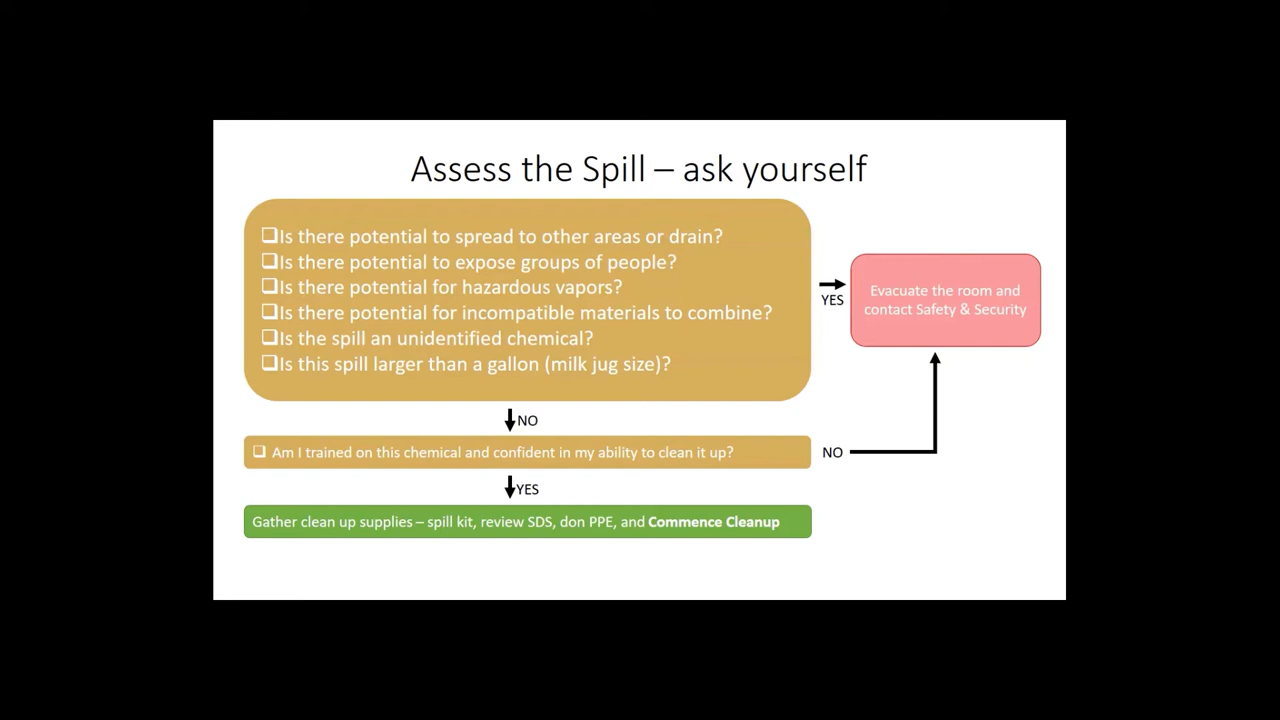 Assess the Spill – ask yourself
❑Is there potential to spread to other areas or drain?
❑Is there potential to expose groups of people?
❑Is there potential for hazardous vapors?
❑Is there potential for incompatible materials to combine?
❑Is the spill an unidentified chemical?
❑Is this spill larger than a gallon (milk jug size)?
YES
Evacuate the room and
contact Safety & Security
NO
❑ Am I trained on this chemical and confident in my ability to clean it up?
NO
YES
Gather clean up supplies – spill kit, review SDS, don PPE, and Commence Cleanup